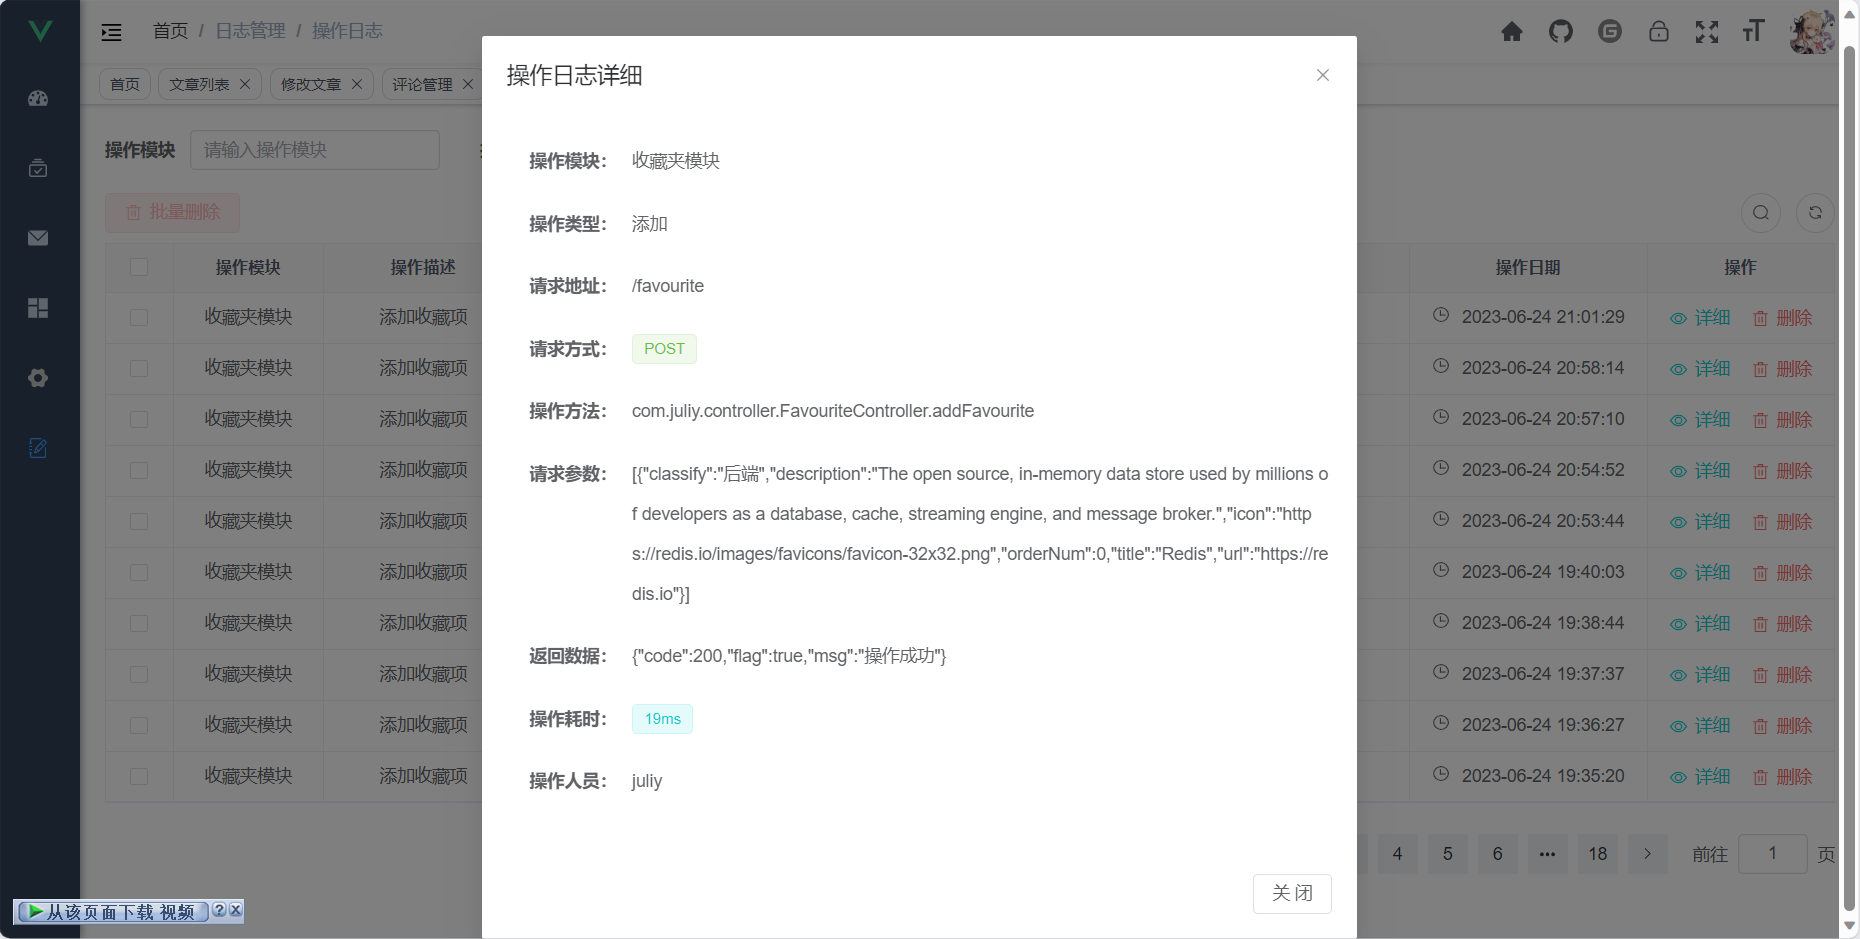 首页 / 日志管理 / 操作日志
首页 文章列表 修改文章 评论管理
操作模块 请输入操作模块
批量删除
操作模块 操作描述 操作日期 操作
收藏夹模块 添加收藏项 2023-06-24 21:01:29 详细 删除
收藏夹模块 添加收藏项 2023-06-24 20:58:14 详细 删除
收藏夹模块 添加收藏项 2023-06-24 20:57:10 详细 删除
收藏夹模块 添加收藏项 2023-06-24 20:54:52 详细 删除
收藏夹模块 添加收藏项 2023-06-24 20:53:44 详细 删除
收藏夹模块 添加收藏项 2023-06-24 19:40:03 详细 删除
收藏夹模块 添加收藏项 2023-06-24 19:38:44 详细 删除
收藏夹模块 添加收藏项 2023-06-24 19:37:37 详细 删除
收藏夹模块 添加收藏项 2023-06-24 19:36:27 详细 删除
收藏夹模块 添加收藏项 2023-06-24 19:35:20 详细 删除
4 5 6 ••• 18 前往 1 页
操作日志详细
操作模块： 收藏夹模块
操作类型： 添加
请求地址： /favourite
请求方式： POST
操作方法： com.juliy.controller.FavouriteController.addFavourite
请求参数： [{"classify":"后端","description":"The open source, in-memory data store used by millions o
f developers as a database, cache, streaming engine, and message broker.","icon":"http
s://redis.io/images/favicons/favicon-32x32.png","orderNum":0,"title":"Redis","url":"https://re
dis.io"}]
返回数据： {"code":200,"flag":true,"msg":"操作成功"}
操作耗时： 19ms
操作人员： juliy
关 闭
从该页面下载 视频 ? X